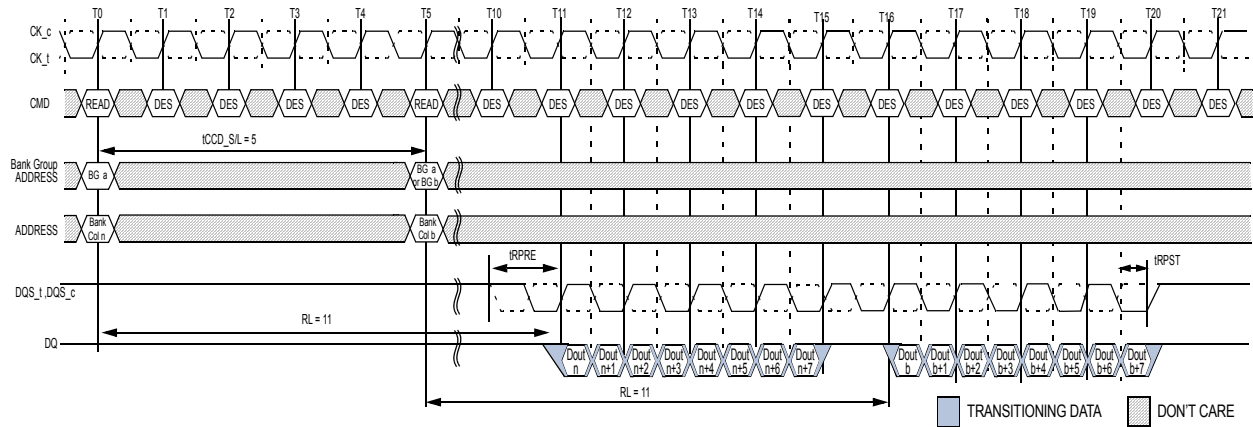 T0 T1 T2 T3 T4 T5 T10 T11 T12 T13 T14 T15 T16 T17 T18 T19 T20 T21
CK_c
CK_t
CMD READ DES DES DES DES READ DES DES DES DES DES DES DES DES DES DES DES DES
tCCD_S/L = 5
Bank Group
ADDRESS
BG a
BG a
or BG b
ADDRESS
Bank
Col n
Bank
Col b
tRPRE
tRPST
DQS_t ,DQS_c
RL = 11
DQ
Dout
n
Dout
n+1
Dout
n+2
Dout
n+3
Dout
n+4
Dout
n+5
Dout
n+6
Dout
n+7
Dout
b
Dout
b+1
Dout
b+2
Dout
b+3
Dout
b+4
Dout
b+5
Dout
b+6
Dout
b+7
RL = 11
TRANSITIONING DATA
DON'T CARE